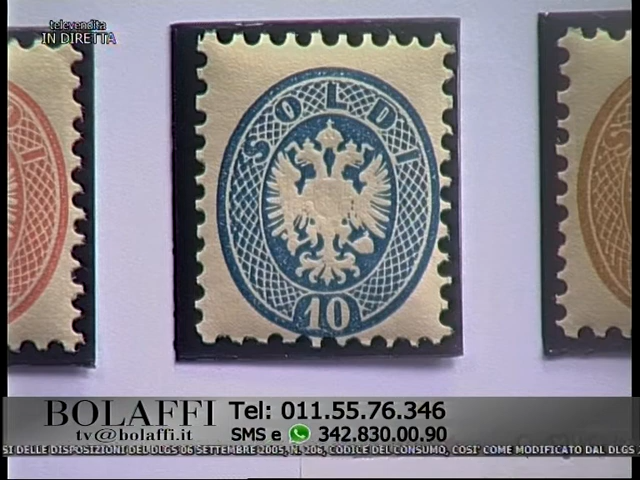 televendita
IN DIRETTA
SOLDI
10
BOLAFFI
tv@bolaffi.it
Tel: 011.55.76.346
SMS e 342.830.00.90
SI DELLE DISPOSIZIONI DEL DLGS 06 SETTEMBRE 2005, N. 206, CODICE DEL CONSUMO, COSI' COME MODIFICATO DAL DLGS